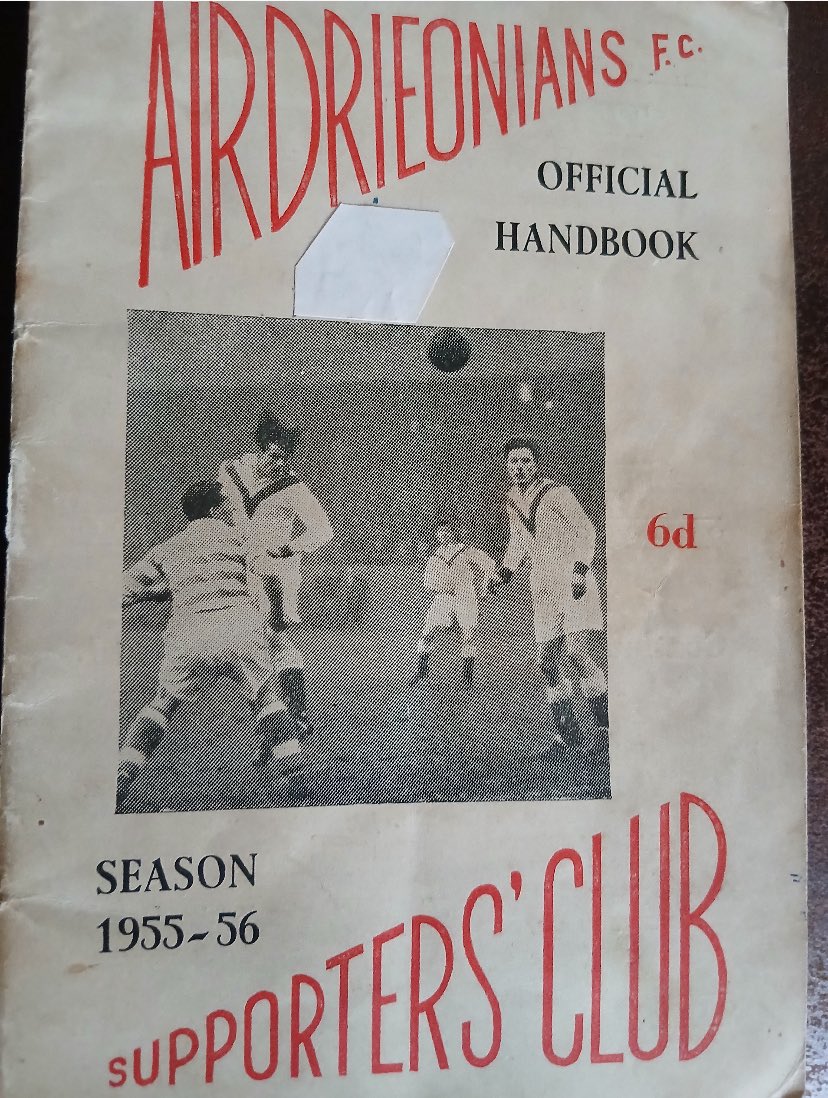 AIRDRIEONIANS F.C.
OFFICIAL
HANDBOOK
6d
SEASON
1955-56
SUPPORTERS' CLUB